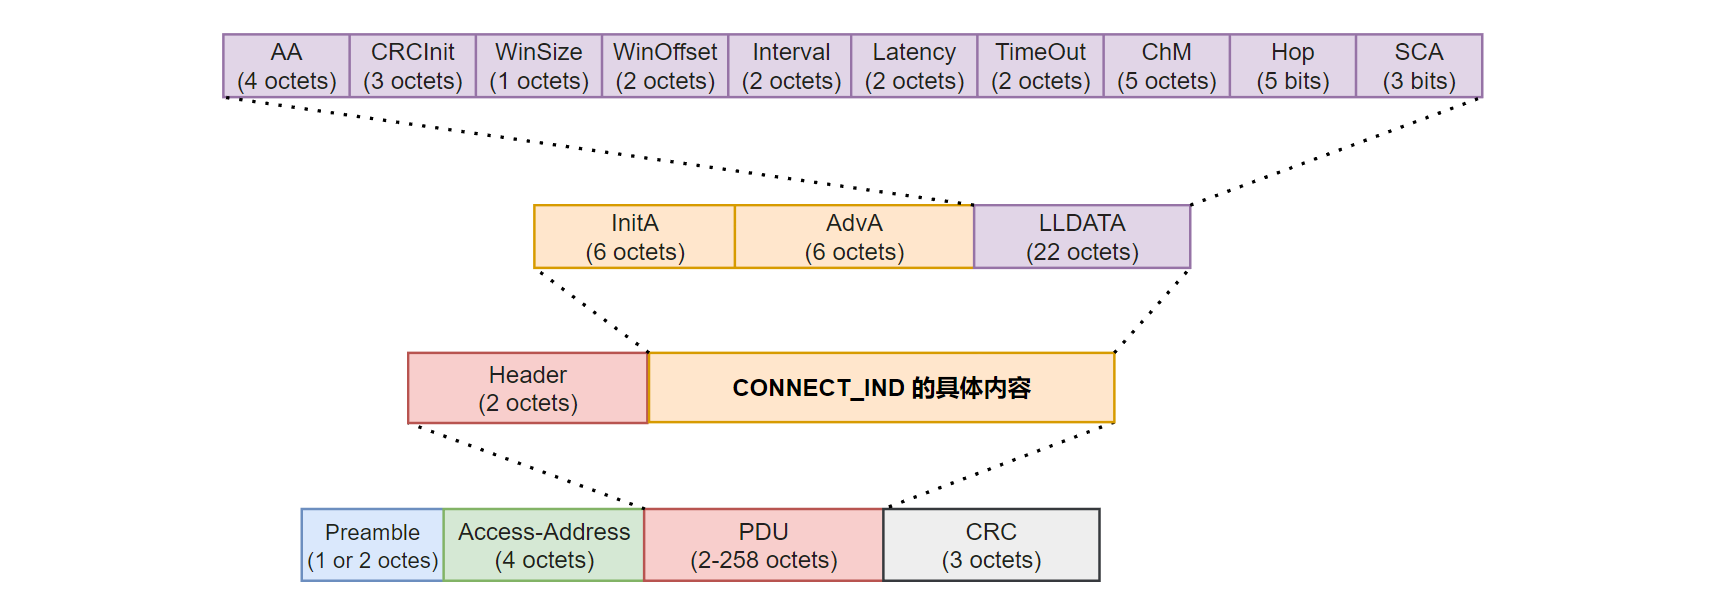 AA
(4 octets)
CRCInit
(3 octets)
WinSize
(1 octets)
WinOffset
(2 octets)
Interval
(2 octets)
Latency
(2 octets)
TimeOut
(2 octets)
ChM
(5 octets)
Hop
(5 bits)
SCA
(3 bits)
InitA
(6 octets)
AdvA
(6 octets)
LLDATA
(22 octets)
Header
(2 octets)
CONNECT_IND 的具体内容
Preamble
(1 or 2 octes)
Access-Address
(4 octets)
PDU
(2-258 octets)
CRC
(3 octets)